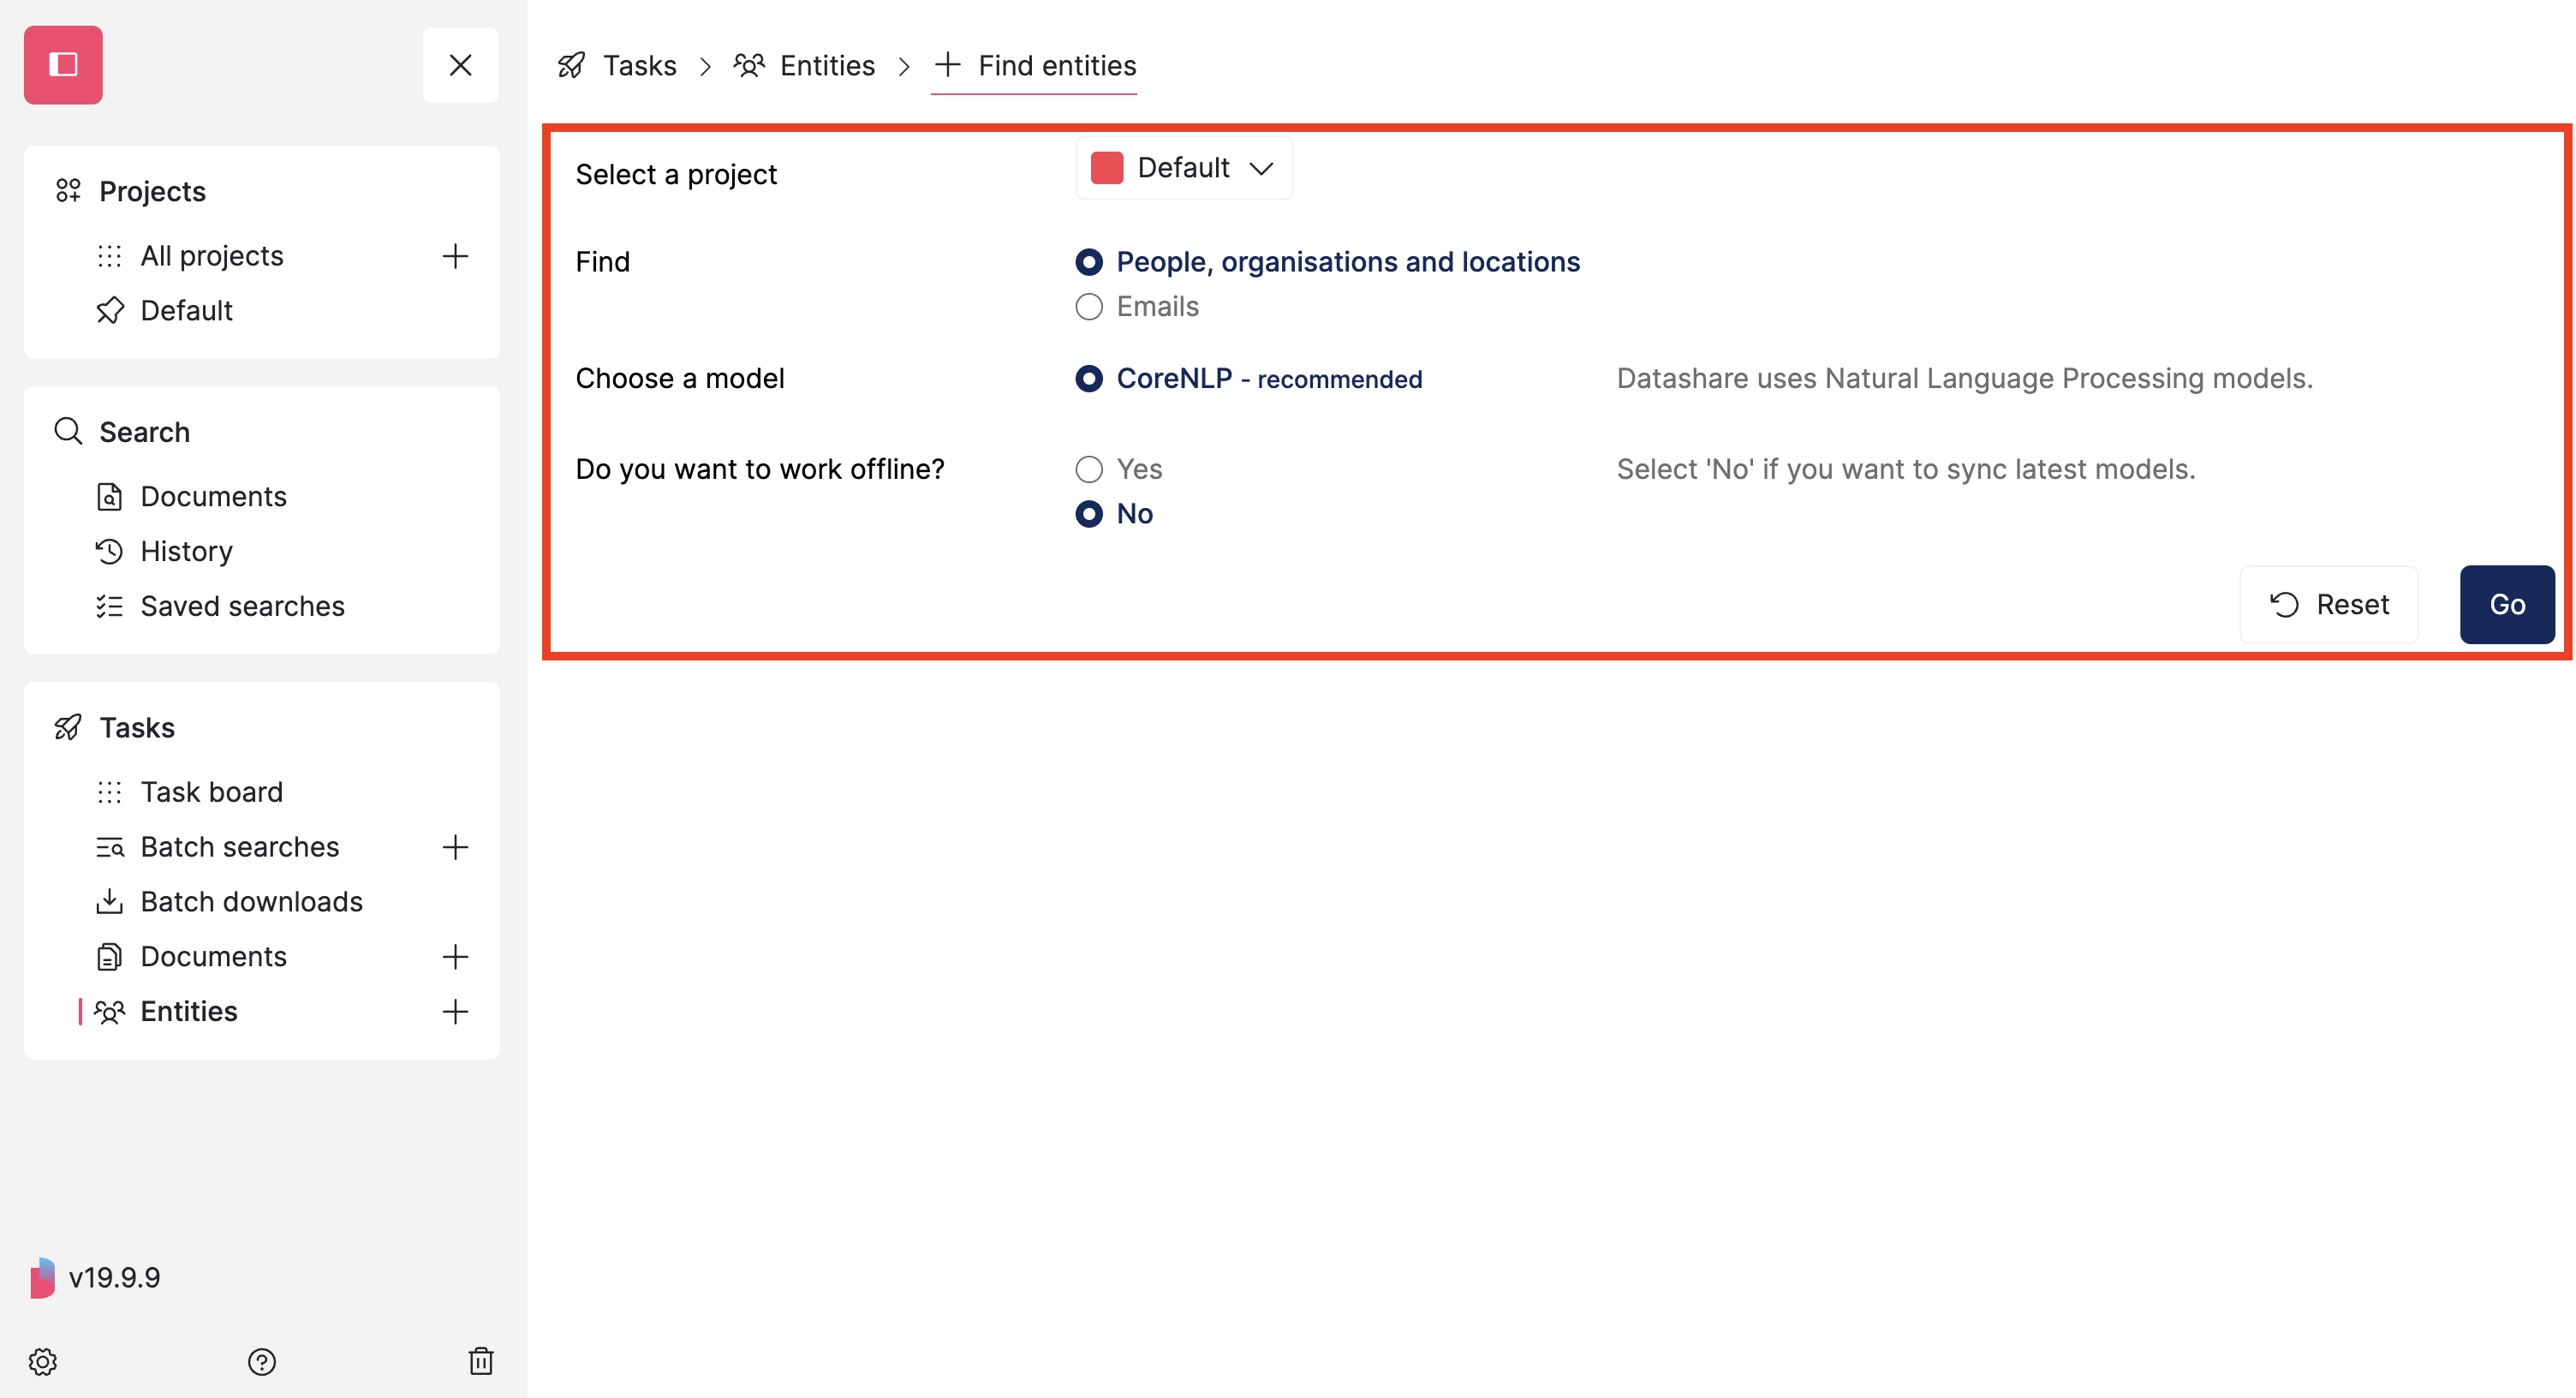 Projects
All projects
Default
Search
Documents
History
Saved searches
Tasks
Task board
Batch searches
Batch downloads
Documents
Entities
v19.9.9
Tasks > Entities > + Find entities
Select a project
Default
Find
People, organisations and locations
Emails
Choose a model
CoreNLP - recommended
Datashare uses Natural Language Processing models.
Do you want to work offline?
Yes
Select 'No' if you want to sync latest models.
No
Reset
Go